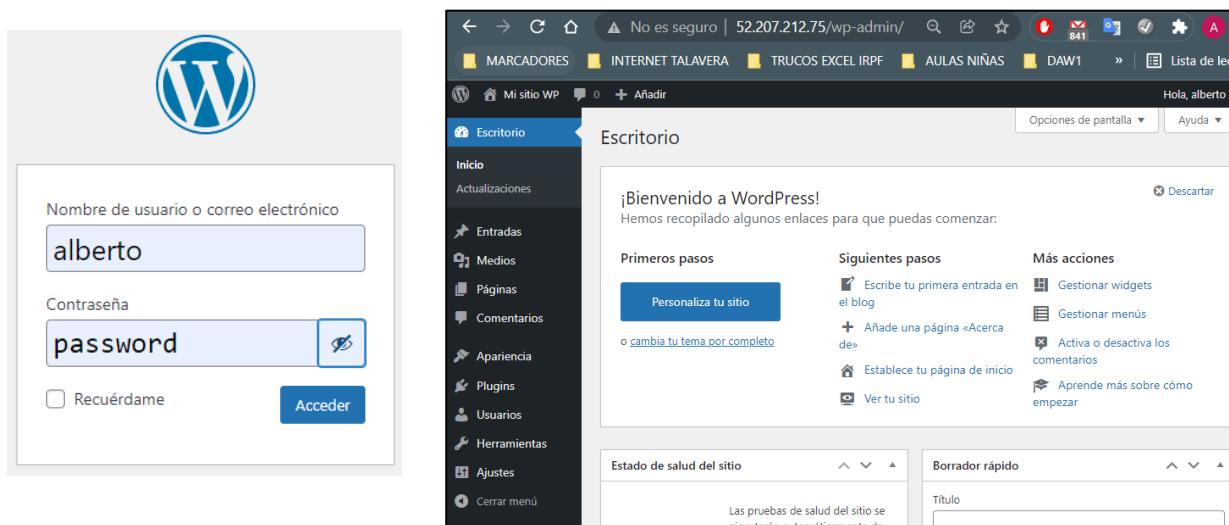 Nombre de usuario o correo electrónico
alberto
Contraseña
password
Recuérdame
Acceder
No es seguro | 52.207.212.75/wp-admin/
841
A
MARCADORES
INTERNET TALAVERA
TRUCOS EXCEL IRPF
AULAS NIÑAS
DAW1
»
Lista de le
Mi sitio WP
0
+ Añadir
Hola, alberto
Escritorio
Inicio
Actualizaciones
Entradas
Medios
Páginas
Comentarios
Apariencia
Plugins
Usuarios
Herramientas
Ajustes
Cerrar menú
Opciones de pantalla
Ayuda
Escritorio
¡Bienvenido a WordPress!
Descartar
Hemos recopilado algunos enlaces para que puedas comenzar:
Primeros pasos
Personaliza tu sitio
o cambia tu tema por completo
Siguientes pasos
Escribe tu primera entrada en
el blog
Añade una página «Acerca
de»
Establece tu página de inicio
Ver tu sitio
Más acciones
Gestionar widgets
Gestionar menús
Activa o desactiva los
comentarios
Aprende más sobre cómo
empezar
Estado de salud del sitio
Las pruebas de salud del sitio se
Borrador rápido
Título